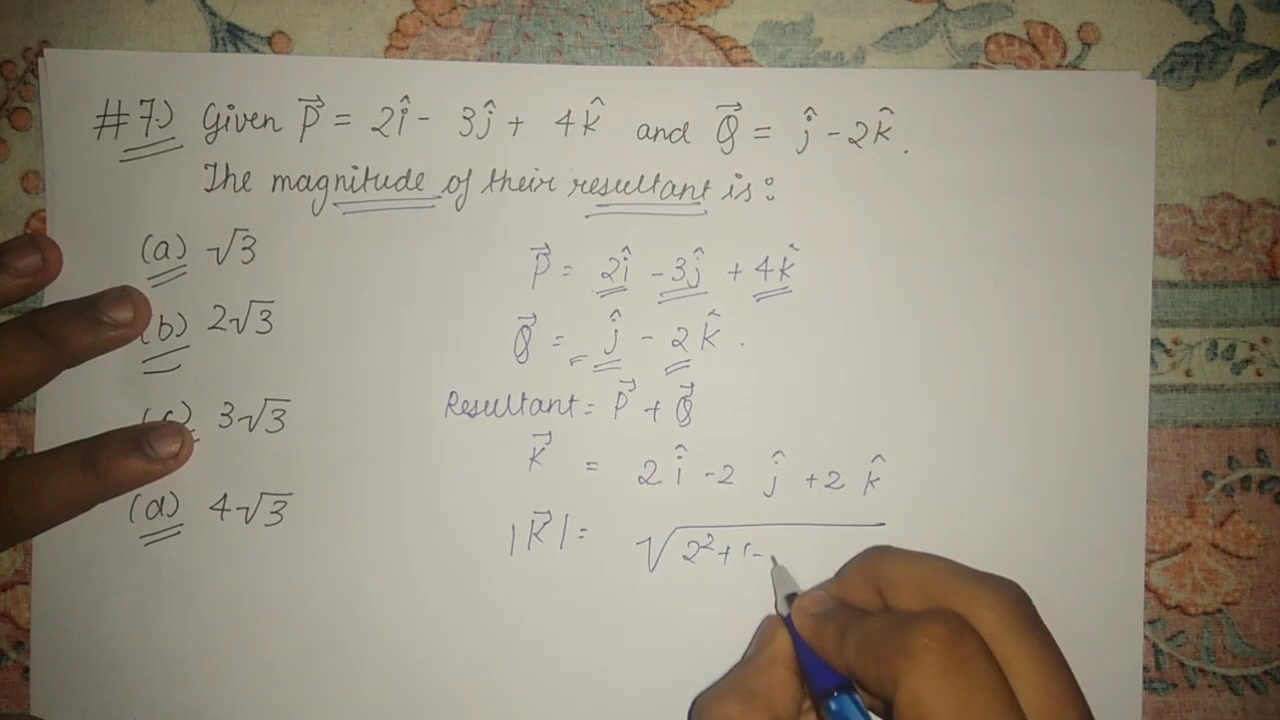 #7.) Given P⃗ = 2î - 3ĵ + 4k̂ and Q⃗ = ĵ - 2k̂.
The magnitude of their resultant is:
(a) √3
(b) 2√3
(c) 3√3
(d) 4√3
P⃗ = 2î - 3ĵ + 4k̂
Q⃗ = ĵ - 2k̂.
Resultant = P⃗ + Q⃗
K⃗ = 2î - 2ĵ + 2k̂
|K⃗| = √2² + (-